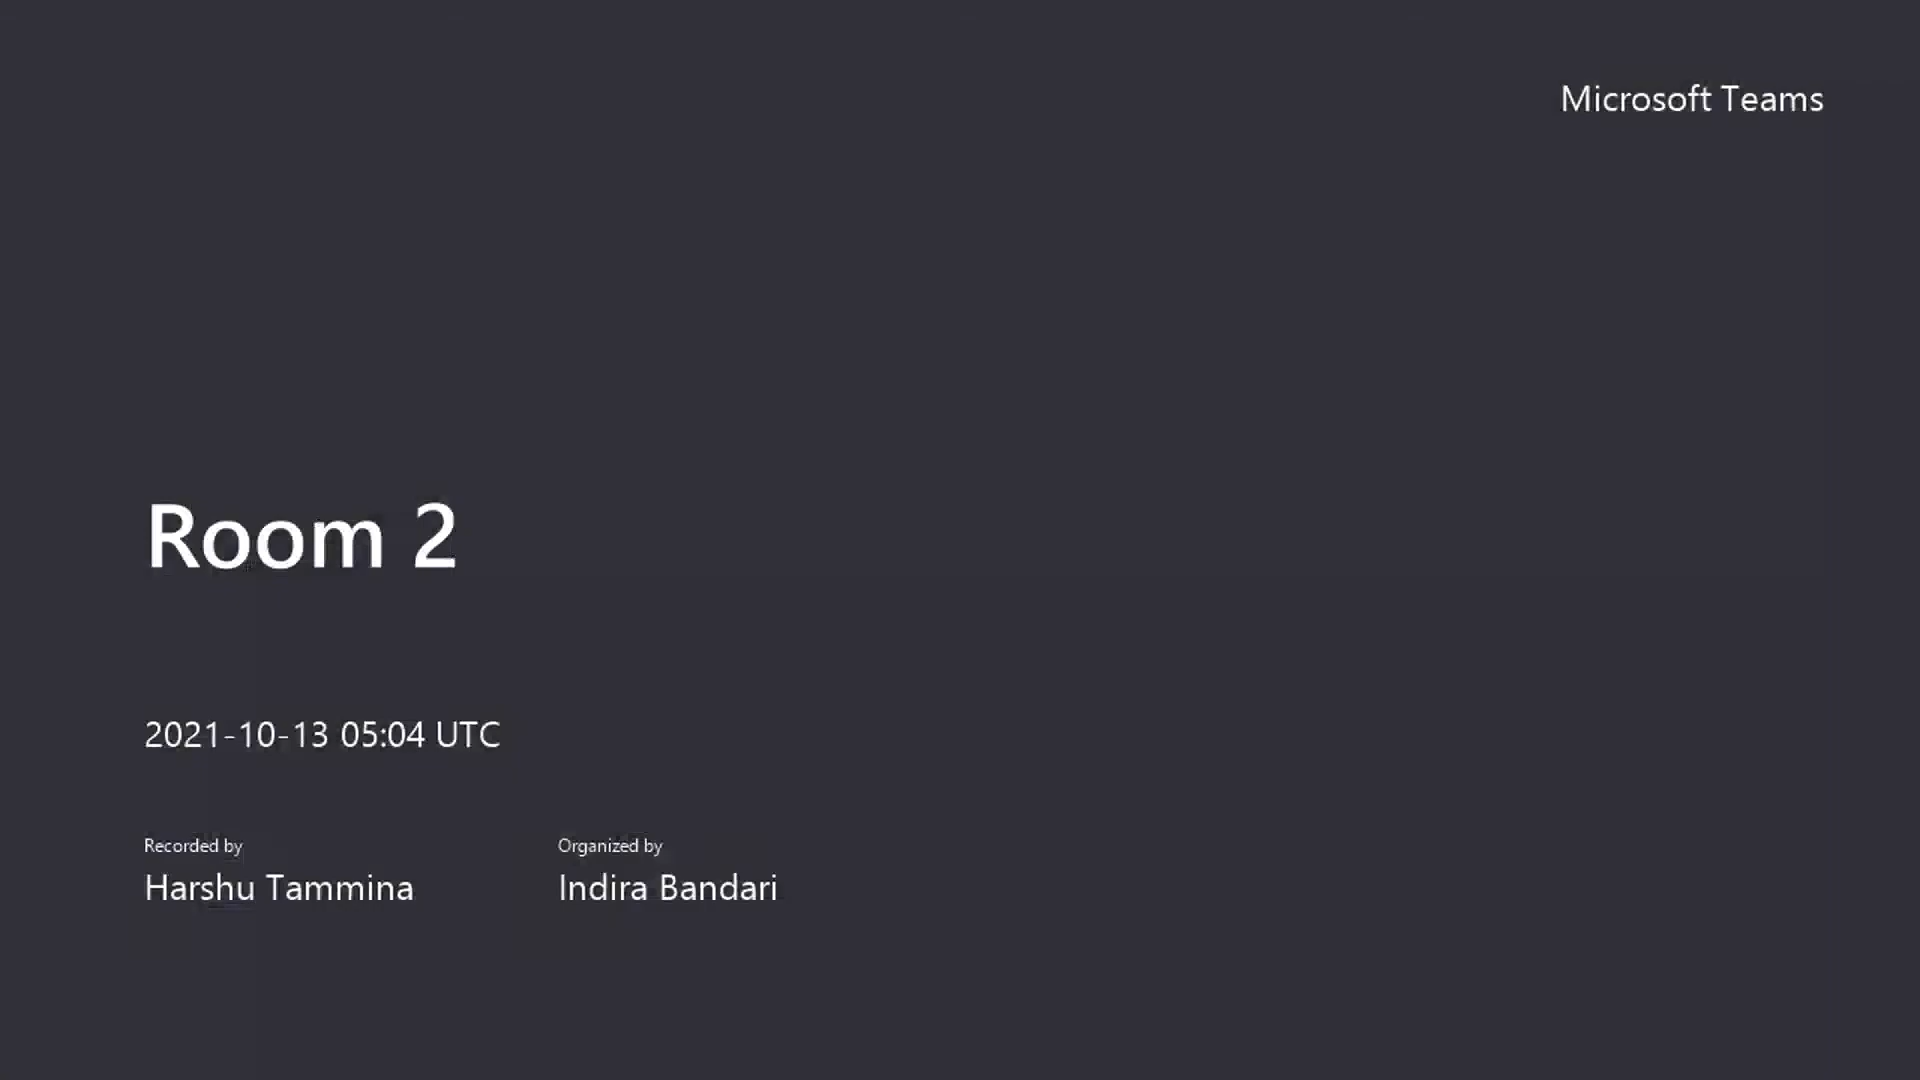 Microsoft Teams
Room 2
2021-10-13 05:04 UTC
Recorded by
Harshu Tammina
Organized by
Indira Bandari